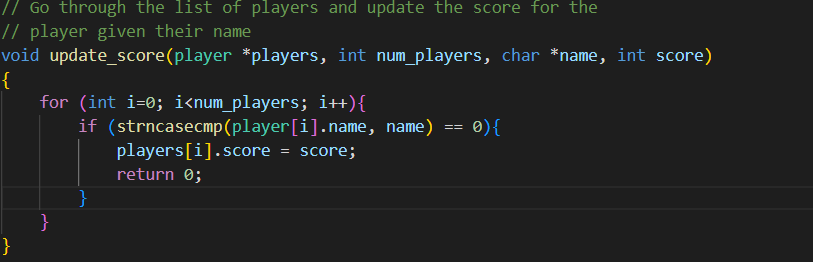 // Go through the list of players and update the score for the
// player given their name
void update_score(player *players, int num_players, char *name, int score)
{
    for (int i=0; i<num_players; i++){
        if (strncasecmp(player[i].name, name) == 0){
            players[i].score = score;
            return 0;
        }
    }
}